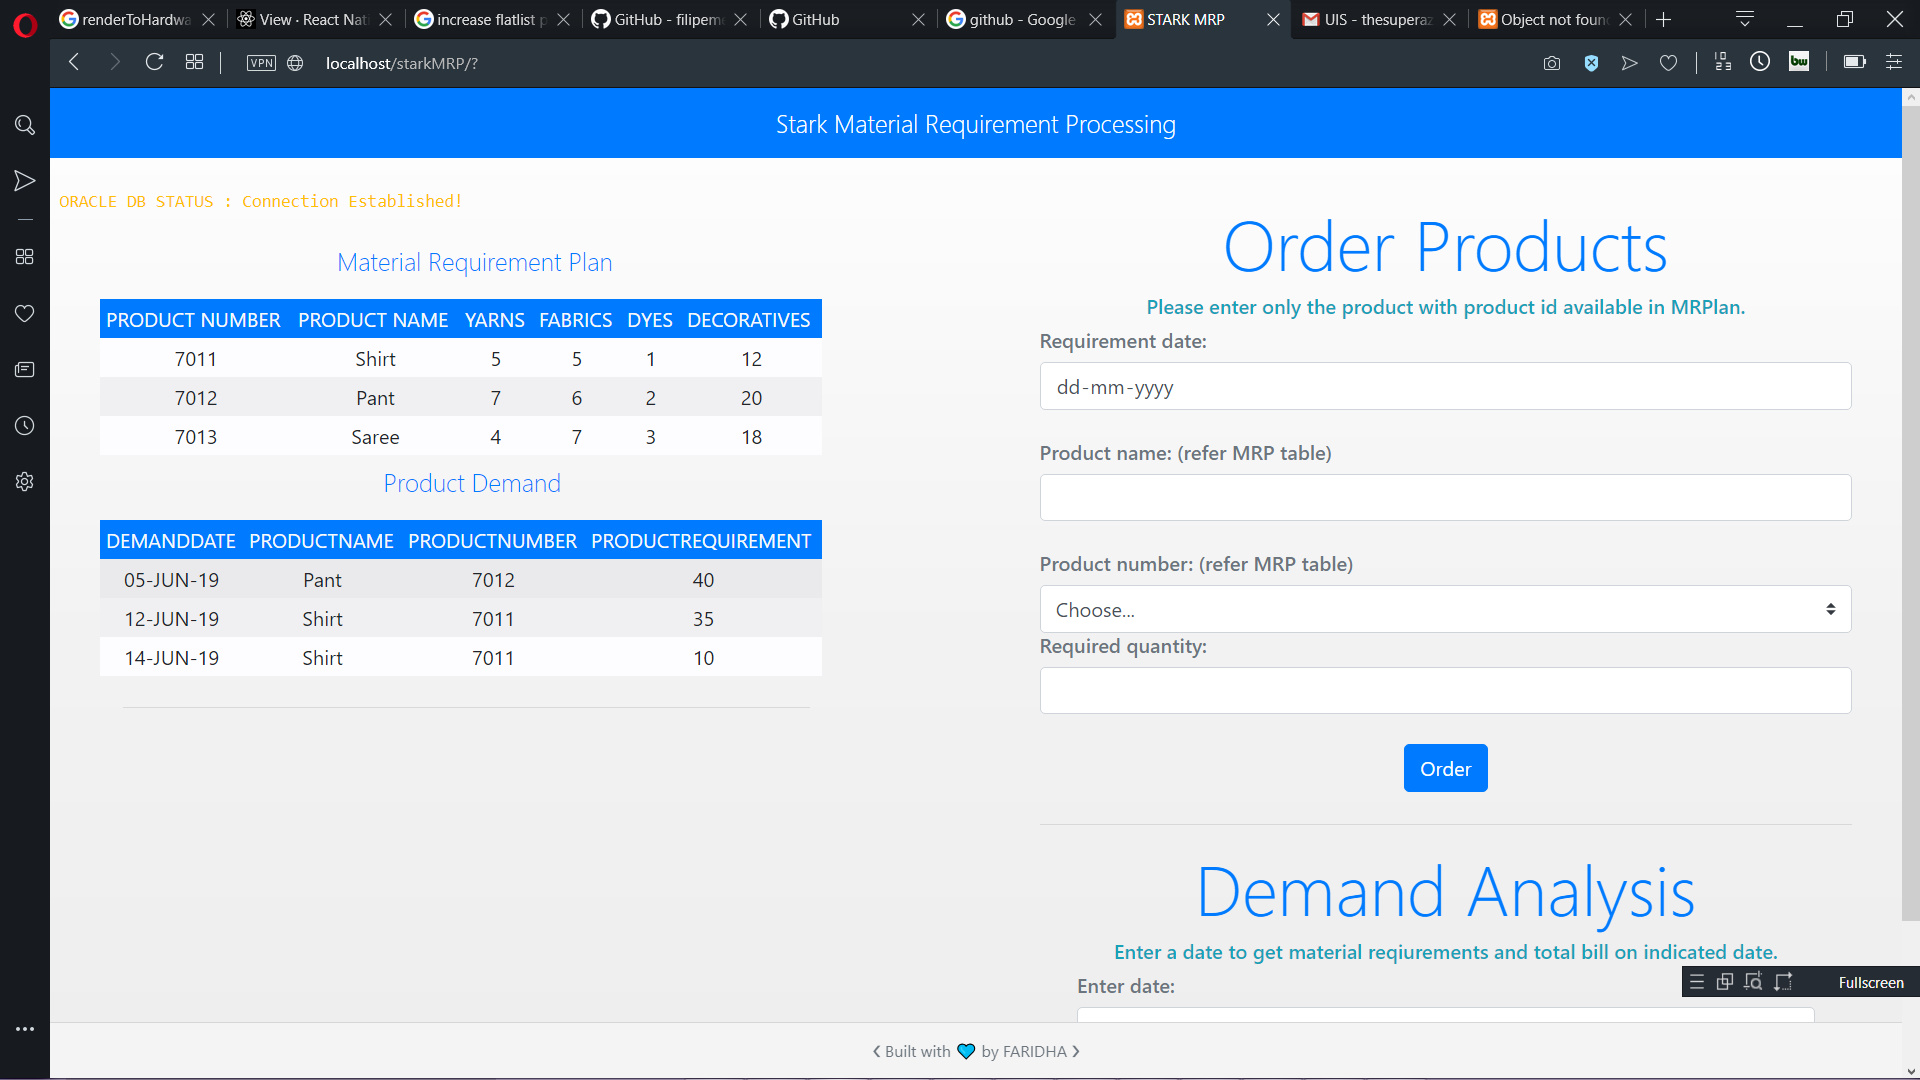 renderToHardwa
View · React Nati
increase flatlist p
GitHub - filipeme
GitHub
github - Google
STARK MRP
UIS - thesuperaz
Object not foun
VPN
localhost/starkMRP/?
bw
Stark Material Requirement Processing
ORACLE DB STATUS : Connection Established!
Material Requirement Plan
PRODUCT NUMBER PRODUCT NAME YARNS FABRICS DYES DECORATIVES
7011 Shirt 5 5 1 12
7012 Pant 7 6 2 20
7013 Saree 4 7 3 18
Product Demand
DEMANDDATE PRODUCTNAME PRODUCTNUMBER PRODUCTREQUIREMENT
05-JUN-19 Pant 7012 40
12-JUN-19 Shirt 7011 35
14-JUN-19 Shirt 7011 10
Order Products
Please enter only the product with product id available in MRPlan.
Requirement date:
dd-mm-yyyy
Product name: (refer MRP table)
Product number: (refer MRP table)
Choose...
Required quantity:
Order
Demand Analysis
Enter a date to get material reqiurements and total bill on indicated date.
Enter date:
Fullscreen
❮ Built with 💙 by FARIDHA ❯